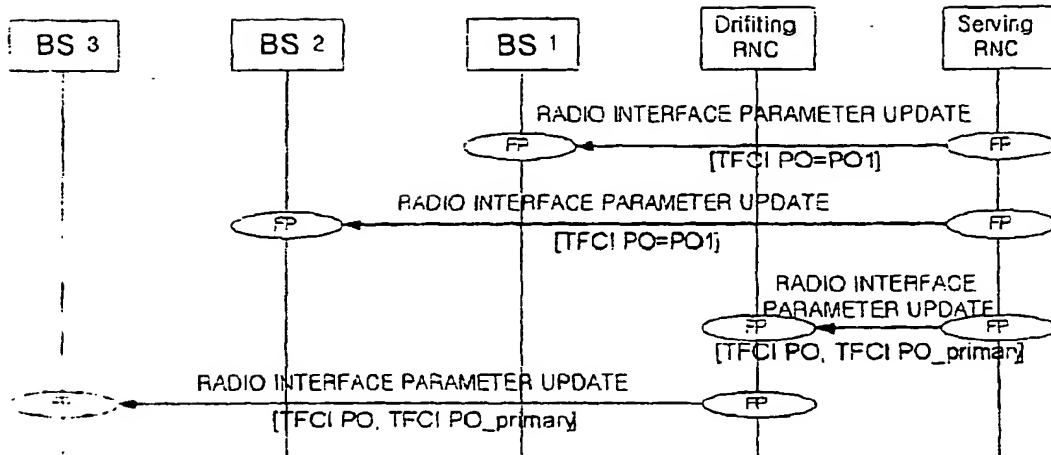 BS 3
BS 2
BS 1
Drifiting
RNC
Serving
RNC
RADIO INTERFACE PARAMETER UPDATE
FP
FP
[TFCI PO=PO1]
RADIO INTERFACE PARAMETER UPDATE
FP
FP
[TFCI PO=PO1]
RADIO INTERFACE
PARAMETER UPDATE
FP
FP
[TFCI PO, TFCI PO_primary]
RADIO INTERFACE PARAMETER UPDATE
FP
[TFCI PO, TFCI PO_primary]